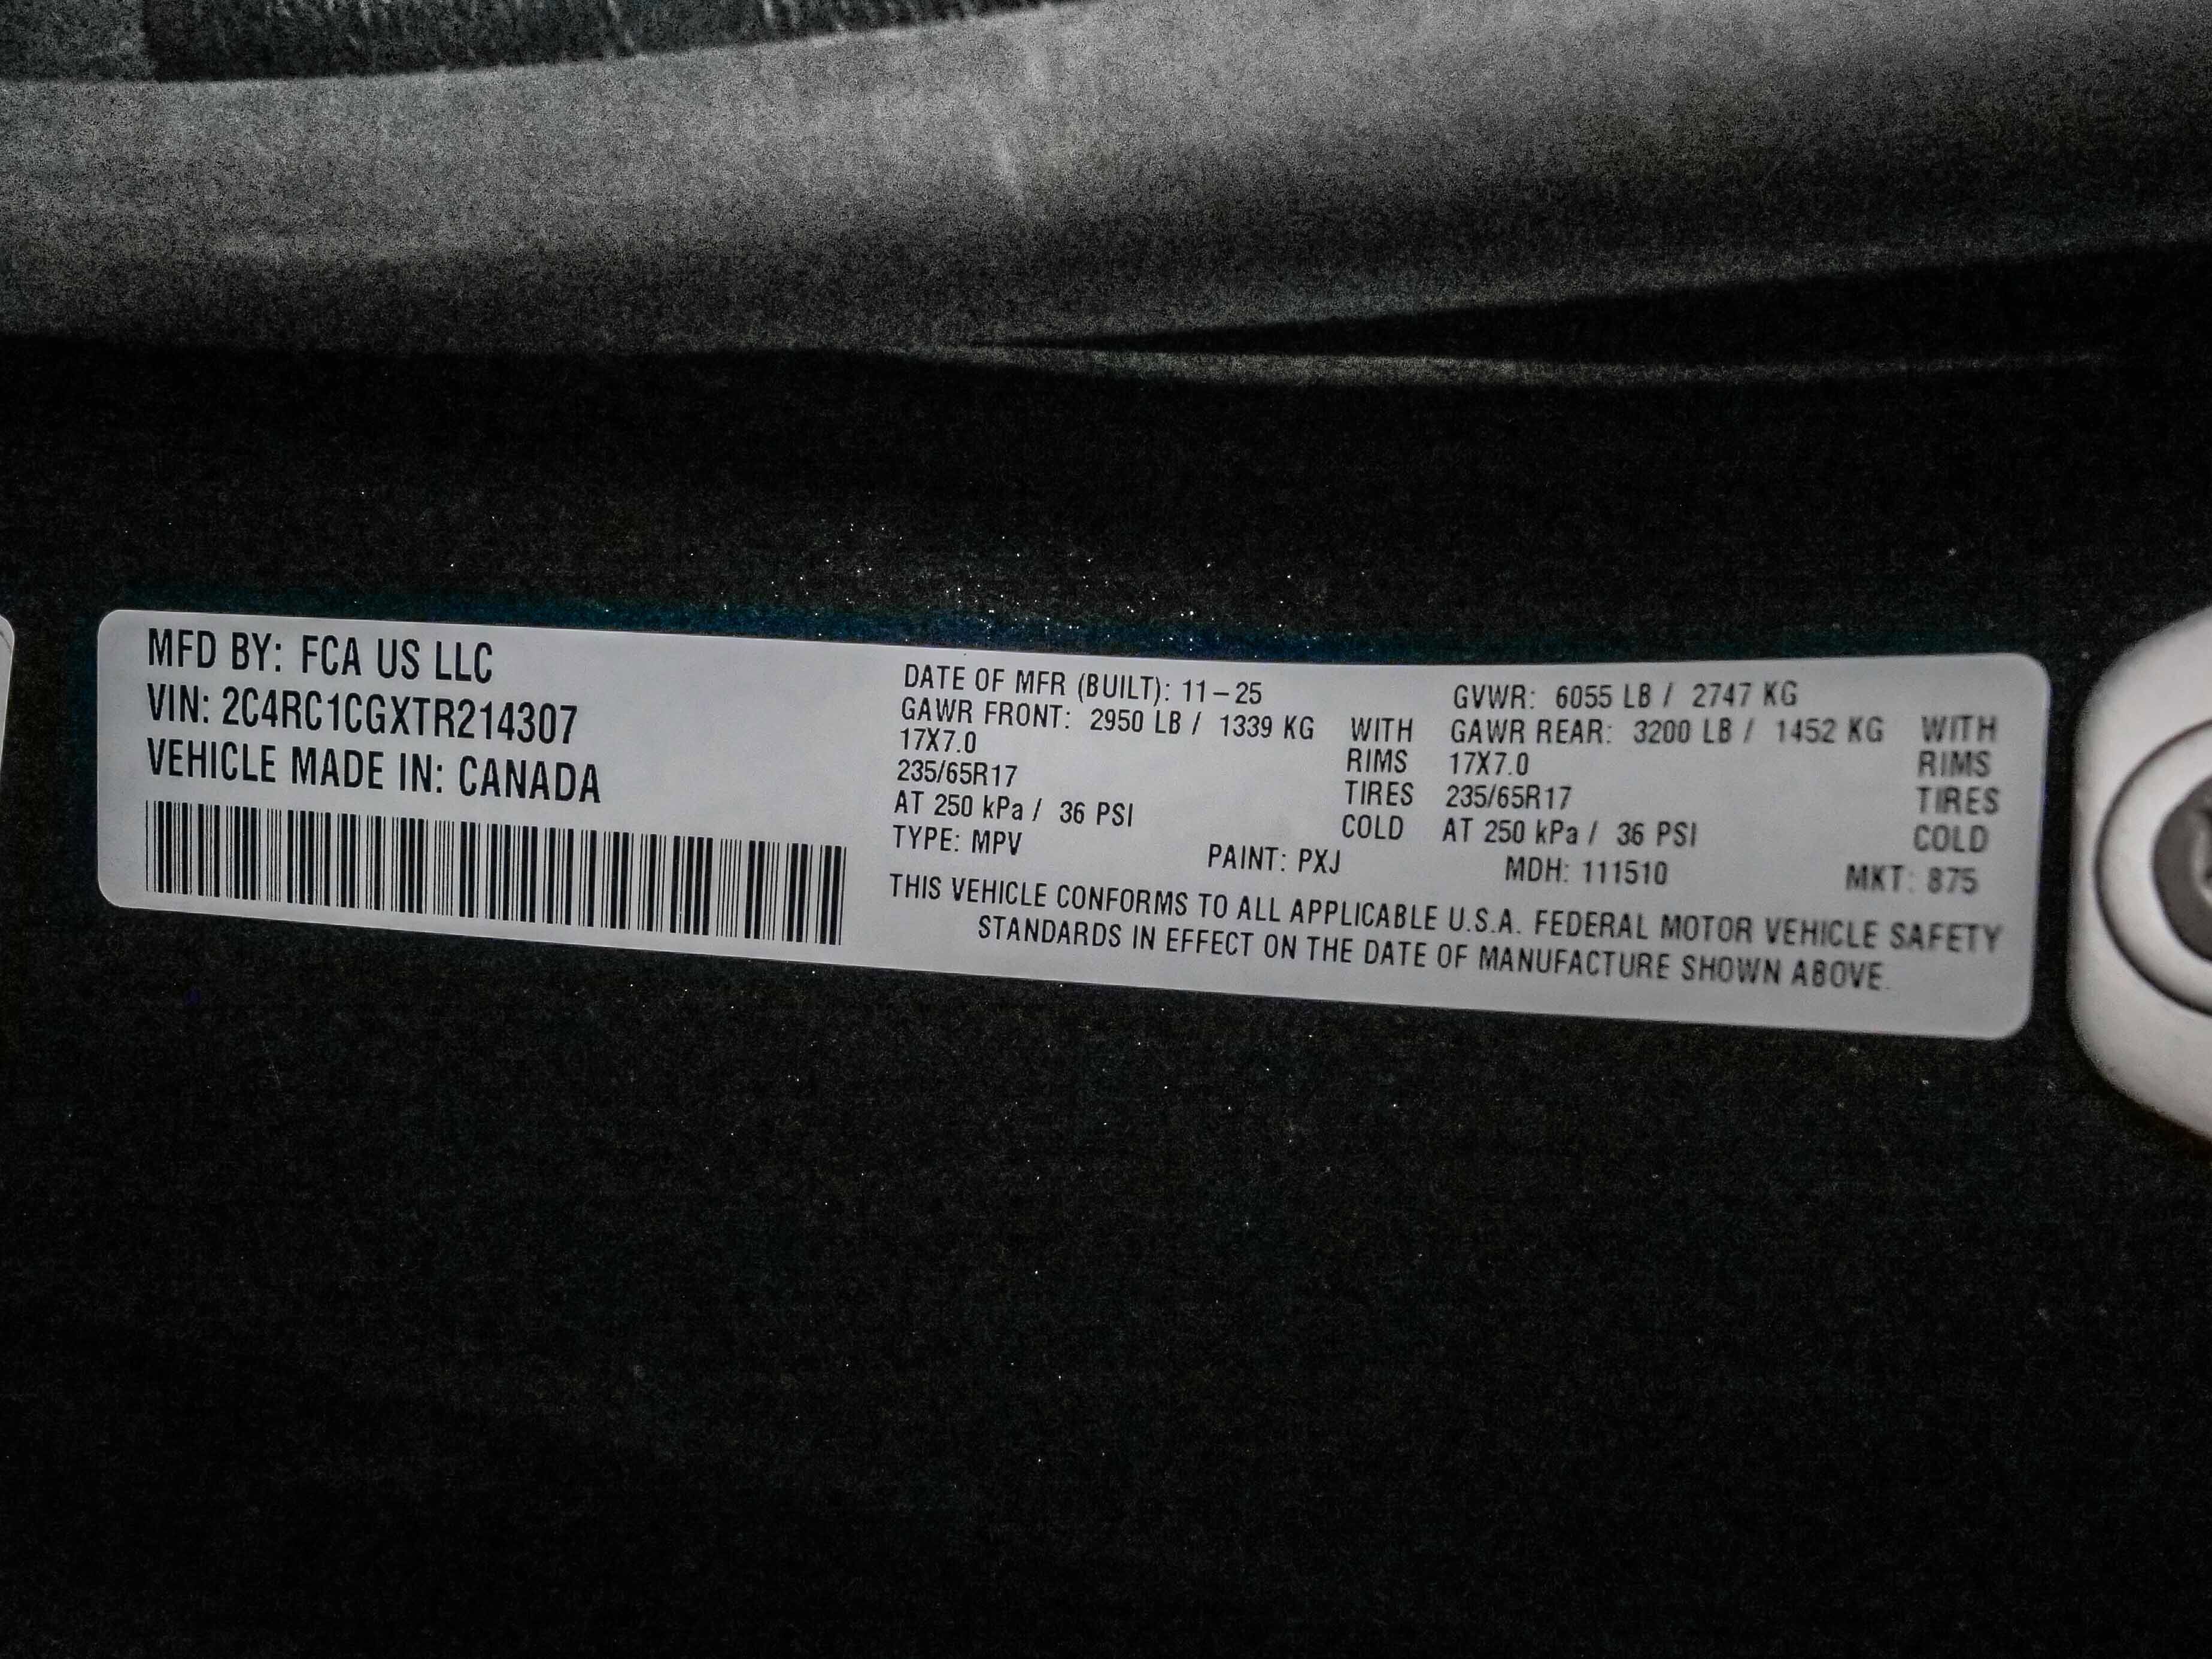 MFD BY: FCA US LLC
VIN: 2C4RC1CGXTR214307
VEHICLE MADE IN: CANADA
DATE OF MFR (BUILT): 11-25 GVWR: 6055 LB / 2747 KG
GAWR FRONT: 2950 LB / 1339 KG WITH GAWR REAR: 3200 LB / 1452 KG WITH
17X7.0 RIMS 17X7.0 RIMS
235/65R17 TIRES 235/65R17 TIRES
AT 250 kPa / 36 PSI COLD AT 250 kPa / 36 PSI COLD
TYPE: MPV PAINT: PXJ MDH: 111510 MKT: 875
THIS VEHICLE CONFORMS TO ALL APPLICABLE U.S.A. FEDERAL MOTOR VEHICLE SAFETY
STANDARDS IN EFFECT ON THE DATE OF MANUFACTURE SHOWN ABOVE.